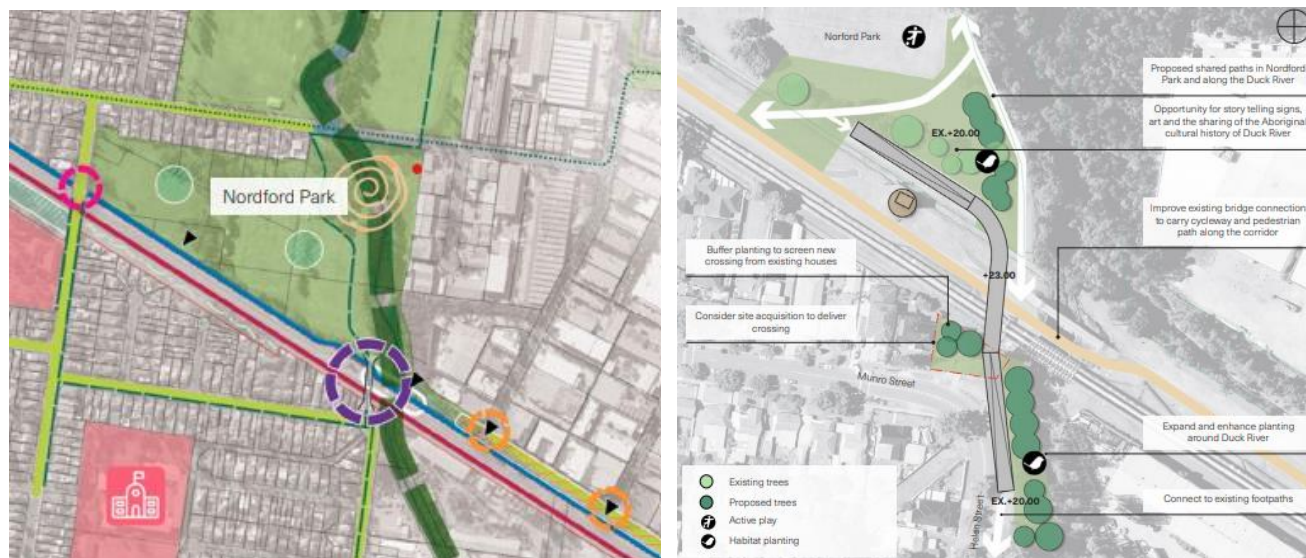 Nordford Park
Norford Park
Proposed shared paths in Nordford
Park and along the Duck River
Opportunity for story telling signs,
art and the sharing of the Aboriginal
cultural history of Duck River
EX.+20.00
Improve existing bridge connection
to carry cycleway and pedestrian
path along the corridor
Buffer planting to screen new
crossing from existing houses
+23.00
Consider site acquisition to deliver
crossing
Munro Street
Expand and enhance planting
around Duck River
Existing trees
Proposed trees
Active play
Habitat planting
EX.+20.00
Connect to existing footpaths
Helen Street